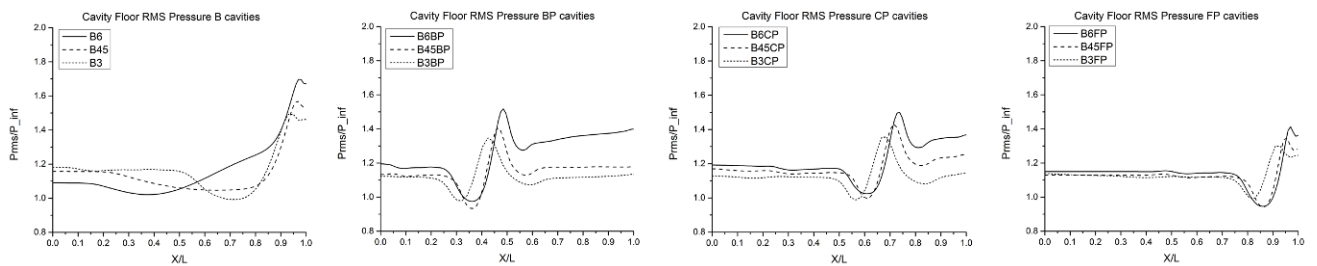 Cavity Floor RMS Pressure B cavities
B6
B45
B3
Prms/P_inf
2.0
1.8
1.6
1.4
1.2
1.0
0.8
0.0 0.1 0.2 0.3 0.4 0.5 0.6 0.7 0.8 0.9 1.0
X/L
Cavity Floor RMS Pressure BP cavities
B6BP
B45BP
B3BP
Prms/P_inf
2.0
1.8
1.6
1.4
1.2
1.0
0.8
0.0 0.1 0.2 0.3 0.4 0.5 0.6 0.7 0.8 0.9 1.0
X/L
Cavity Floor RMS Pressure CP cavities
B6CP
B45CP
B3CP
Prms/P_inf
2.0
1.8
1.6
1.4
1.2
1.0
0.8
0.0 0.1 0.2 0.3 0.4 0.5 0.6 0.7 0.8 0.9 1.0
X/L
Cavity Floor RMS Pressure FP cavities
B6FP
B45FP
B3FP
Prms/P_inf
2.0
1.8
1.6
1.4
1.2
1.0
0.8
0.0 0.1 0.2 0.3 0.4 0.5 0.6 0.7 0.8 0.9 1.0
X/L